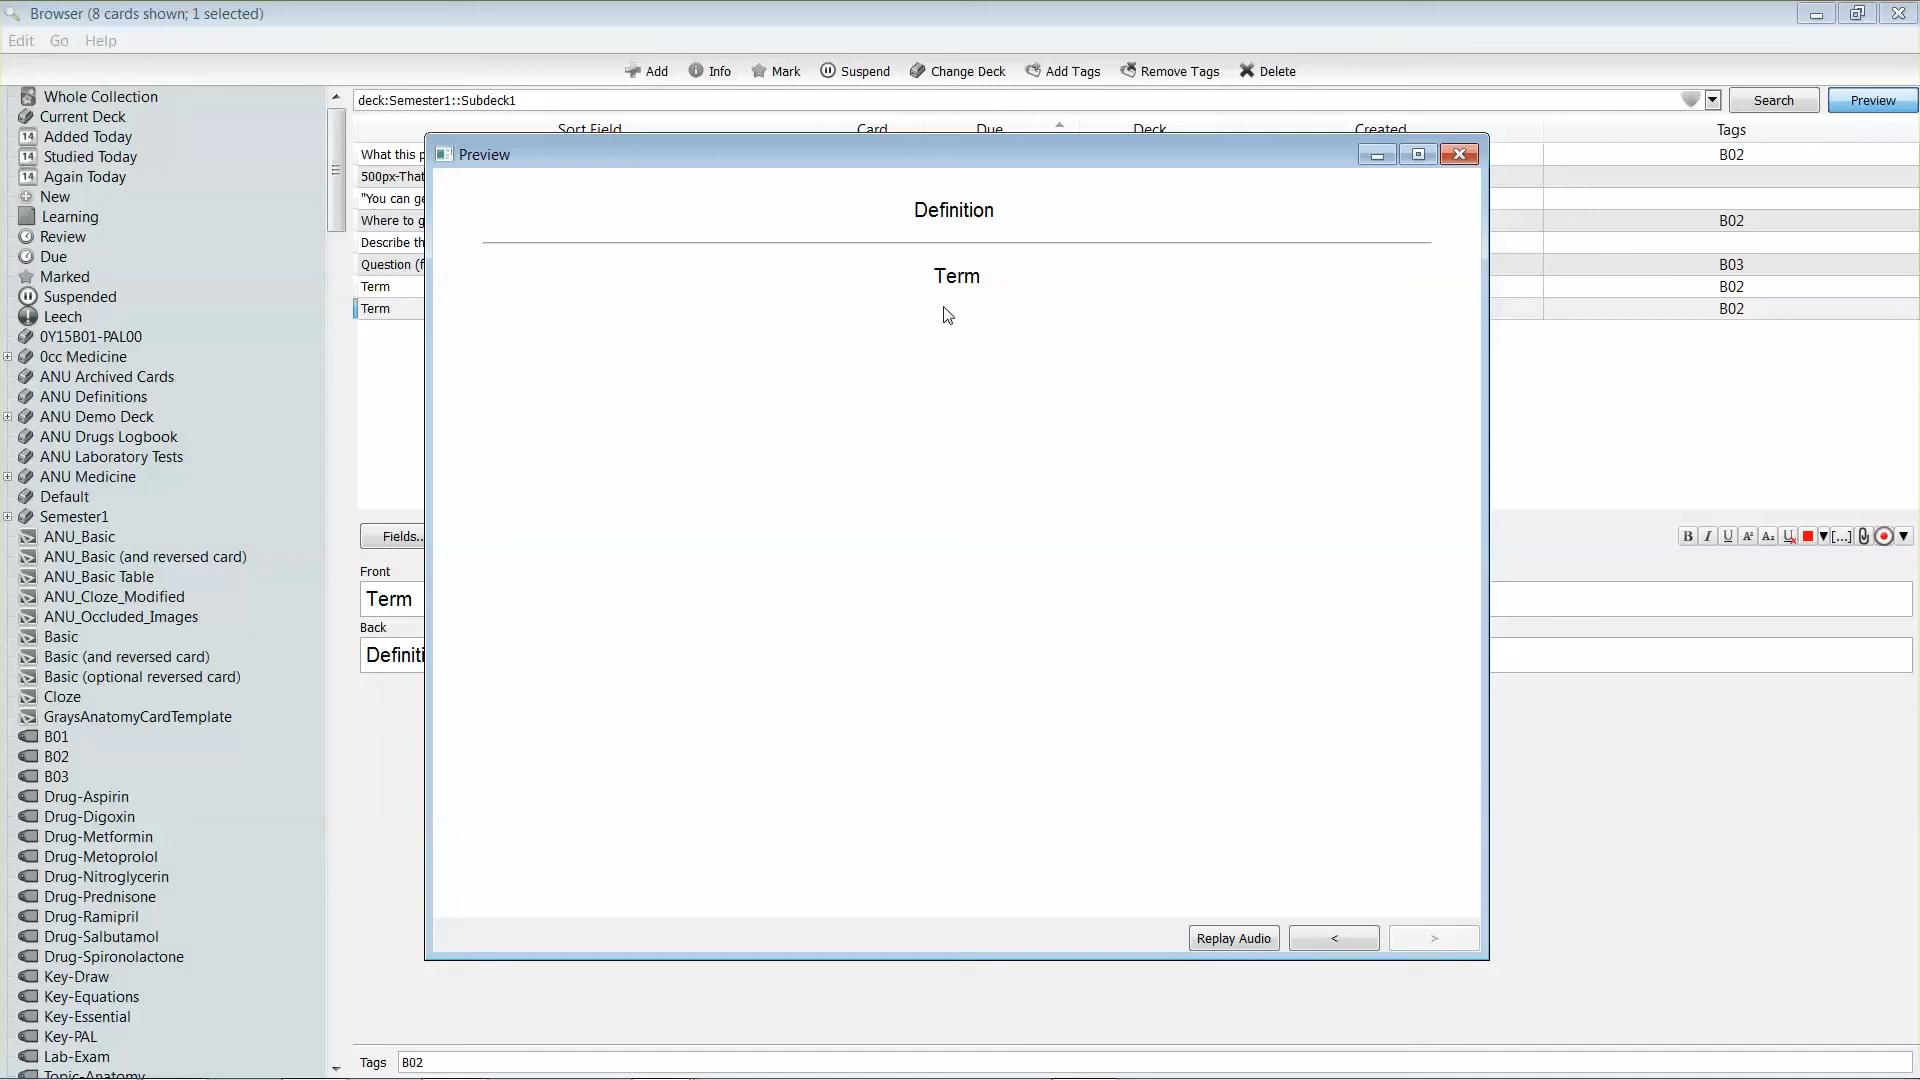 Browser (8 cards shown; 1 selected)
Edit Go Help
Add Info Mark Suspend Change Deck Add Tags Remove Tags Delete
Whole Collection
Current Deck
Added Today
Studied Today
Again Today
New
Learning
Review
Due
Marked
Suspended
Leech
0Y15B01-PAL00
0cc Medicine
ANU Archived Cards
ANU Definitions
ANU Demo Deck
ANU Drugs Logbook
ANU Laboratory Tests
ANU Medicine
Default
Semester1
ANU_Basic
ANU_Basic (and reversed card)
ANU_Basic Table
ANU_Cloze_Modified
ANU_Occluded_Images
Basic
Basic (and reversed card)
Basic (optional reversed card)
Cloze
GraysAnatomyCardTemplate
B01
B02
B03
Drug-Aspirin
Drug-Digoxin
Drug-Metformin
Drug-Metoprolol
Drug-Nitroglycerin
Drug-Prednisone
Drug-Ramipril
Drug-Salbutamol
Drug-Spironolactone
Key-Draw
Key-Equations
Key-Essential
Key-PAL
Lab-Exam
Topic-Anatomy
deck:Semester1::Subdeck1 Search Preview
Sort Field Card Due Deck Created Tags
What this p B02
500px-That
"You can ge
Where to g B02
Describe th
Question (f B03
Term B02
Term B02
Preview
Definition
Term
Replay Audio < >
Fields... B I U A² A₂ U [...]
Front
Term
Back
Definiti
Tags B02